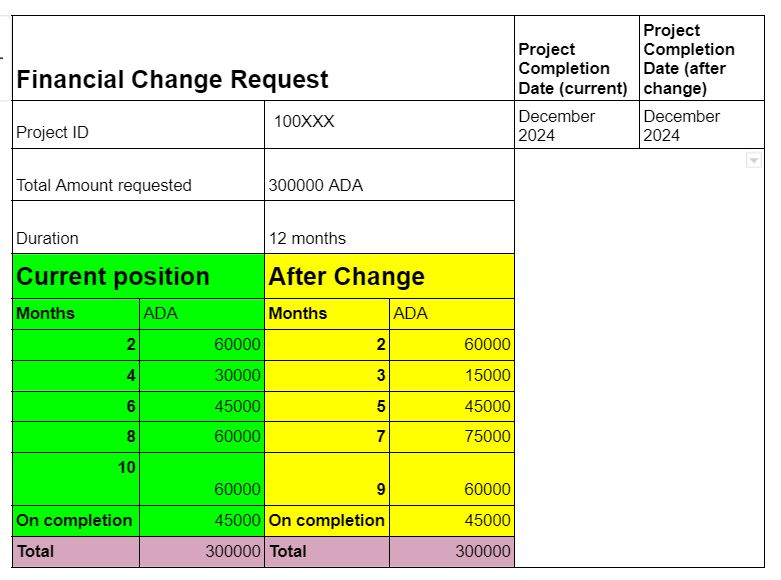 Financial Change Request
Project
Completion
Date (current)
Project
Completion
Date (after
change)
Project ID
100XXX
December
2024
December
2024
Total Amount requested
300000 ADA
Duration
12 months
Current position
After Change
Months ADA Months ADA
2 60000 2 60000
4 30000 3 15000
6 45000 5 45000
8 60000 7 75000
10
60000 9 60000
On completion 45000 On completion 45000
Total 300000 Total 300000